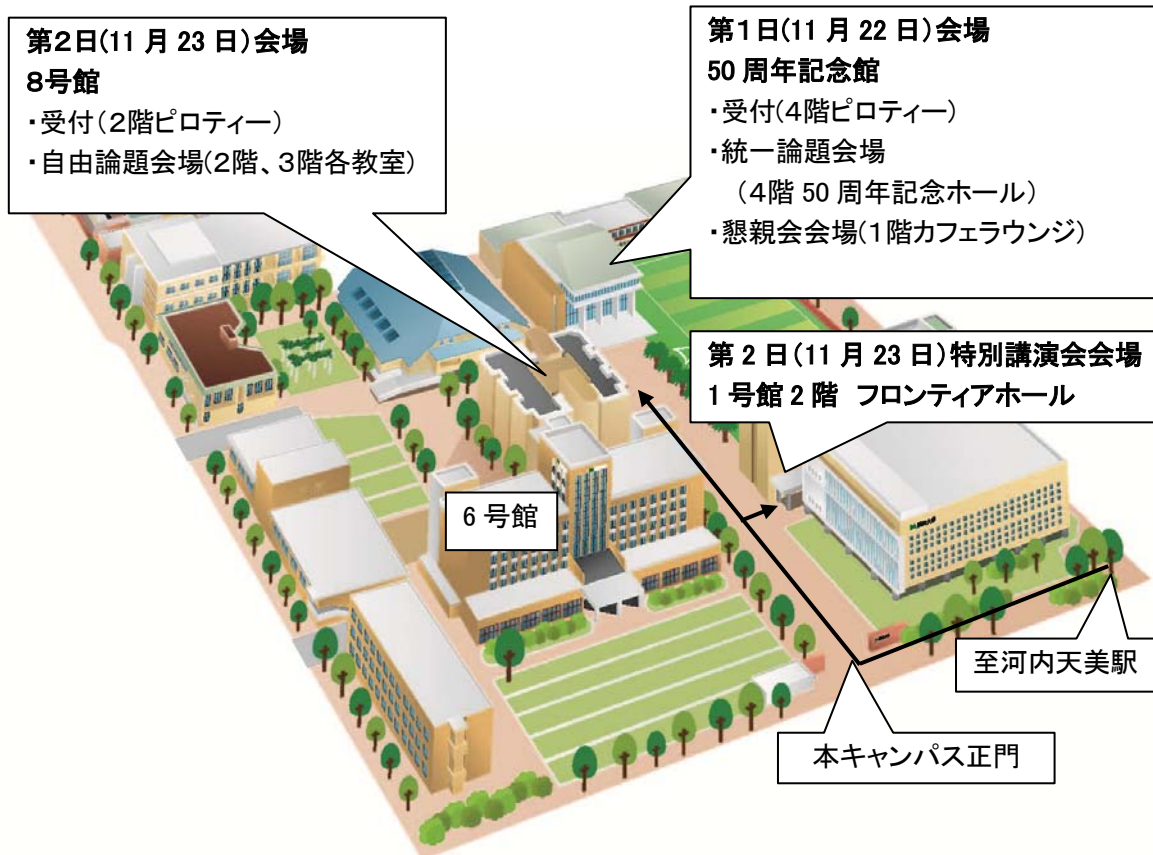 第2日(11月23日)会場
8号館
・受付(2階ピロティー)
・自由論題会場(2階、3階各教室)
第1日(11月22日)会場
50周年記念館
・受付(4階ピロティー)
・統一論題会場
（4階 50周年記念ホール）
・懇親会会場(1階カフェラウンジ)
第2日(11月23日)特別講演会会場
1号館2階 フロンティアホール
6号館
至河内天美駅
本キャンパス正門